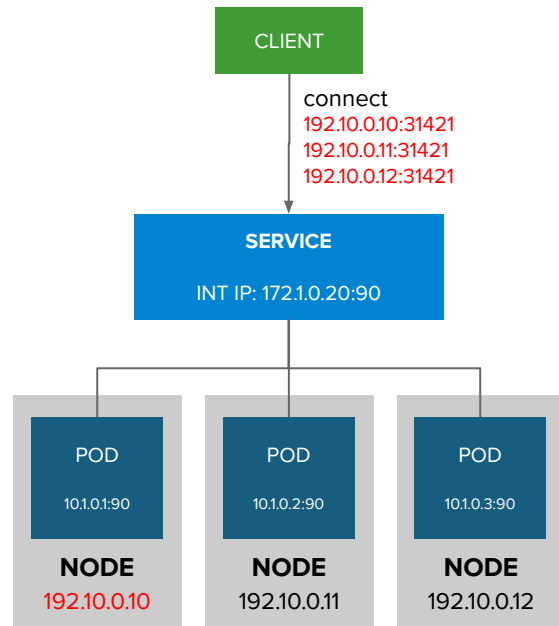 CLIENT
connect
192.10.0.10:31421
192.10.0.11:31421
192.10.0.12:31421
SERVICE
INT IP: 172.1.0.20:90
POD
10.1.0.1:90
NODE
192.10.0.10
POD
10.1.0.2:90
NODE
192.10.0.11
POD
10.1.0.3:90
NODE
192.10.0.12